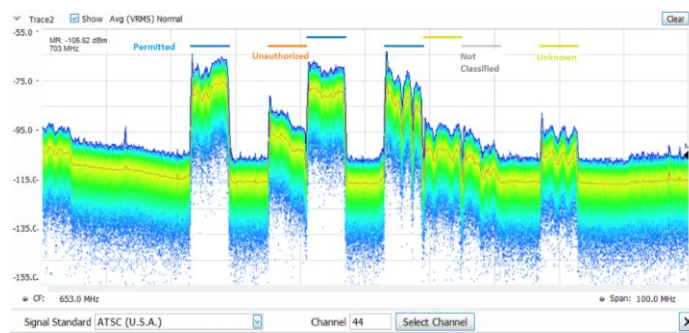 Trace2 Show Avg (VRMS) Normal Clear
-55.0
MR: -106.62 dBm
703 MHz
Permitted
Unauthorized
Not
Classified
Unknown
-75.0
-95.0
-115.0
-135.0
-155.0
CF: 653.0 MHz Span: 100.0 MHz
Signal Standard ATSC (U.S.A.) Channel 44 Select Channel X